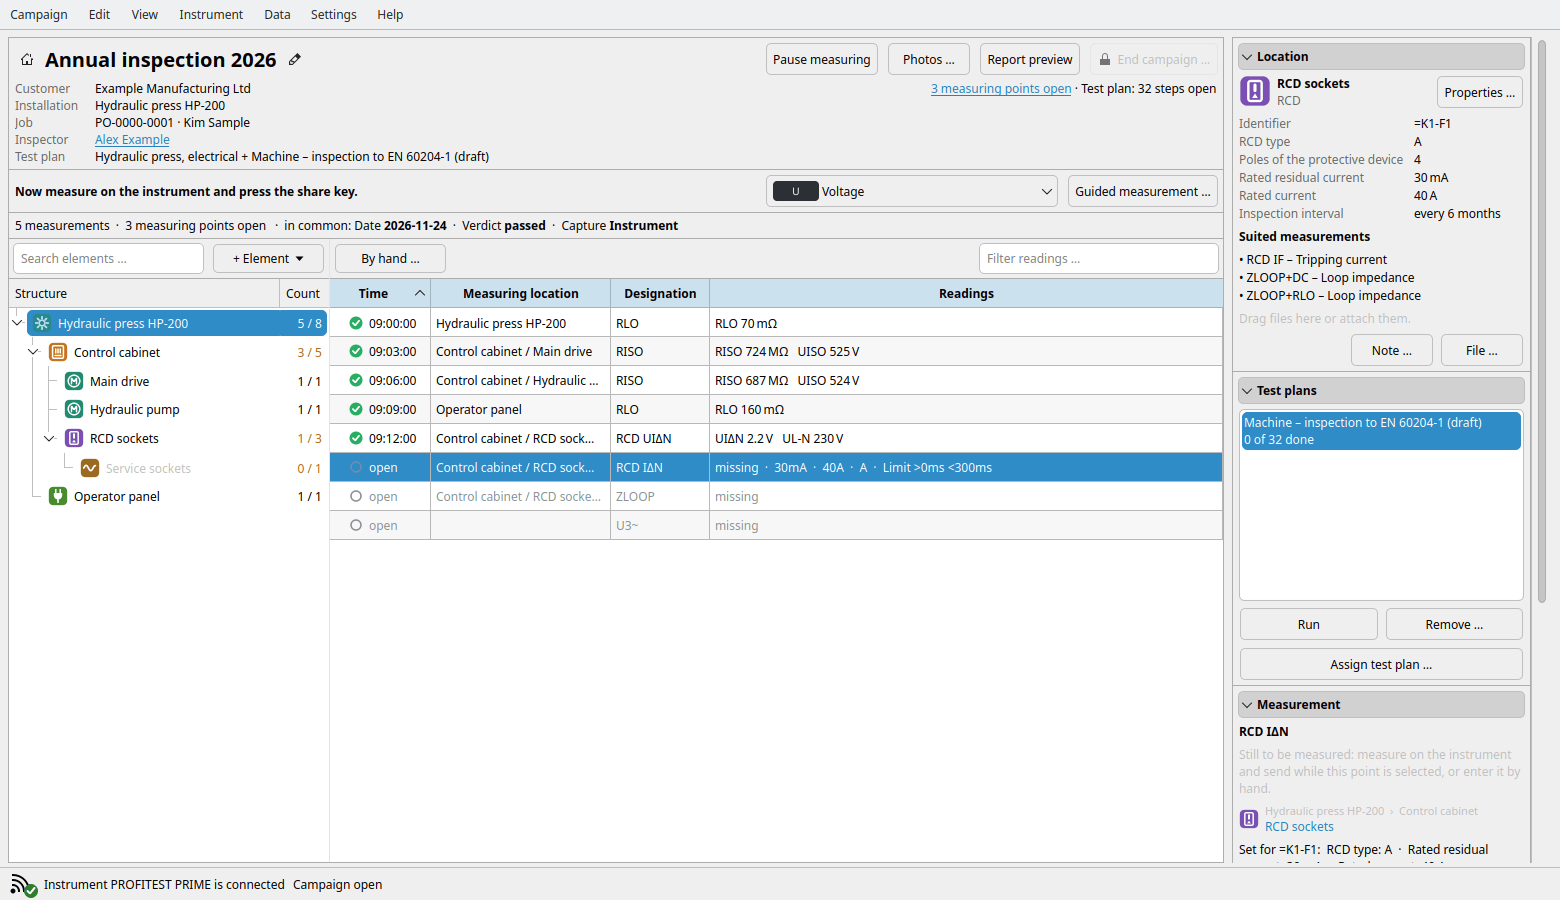 Campaign Edit View Instrument Data Settings Help
Annual inspection 2026
Pause measuring Photos ... Report preview End campaign ...
Customer Example Manufacturing Ltd
3 measuring points open · Test plan: 32 steps open
Installation Hydraulic press HP-200
Job PO-0000-0001 · Kim Sample
Inspector Alex Example
Test plan Hydraulic press, electrical + Machine – inspection to EN 60204-1 (draft)
Now measure on the instrument and press the share key.
U Voltage Guided measurement ...
5 measurements · 3 measuring points open · in common: Date 2026-11-24 · Verdict passed · Capture Instrument
Search elements ... + Element By hand ... Filter readings ...
Structure Count Time Measuring location Designation Readings
Hydraulic press HP-200 5 / 8 09:00:00 Hydraulic press HP-200 RLO RLO 70 mΩ
Control cabinet 3 / 5 09:03:00 Control cabinet / Main drive RISO RISO 724 MΩ UISO 525 V
Main drive 1 / 1 09:06:00 Control cabinet / Hydraulic ... RISO RISO 687 MΩ UISO 524 V
Hydraulic pump 1 / 1 09:09:00 Operator panel RLO RLO 160 mΩ
RCD sockets 1 / 3 09:12:00 Control cabinet / RCD sock... RCD UIΔN UIΔN 2.2 V UL-N 230 V
Service sockets 0 / 1 open Control cabinet / RCD sock... RCD IΔN missing · 30mA · 40A · A · Limit >0ms <300ms
Operator panel 1 / 1 open Control cabinet / RCD socke... ZLOOP missing
open U3~ missing
Location
RCD sockets
RCD
Properties ...
Identifier =K1-F1
RCD type A
Poles of the protective device 4
Rated residual current 30 mA
Rated current 40 A
Inspection interval every 6 months
Suited measurements
• RCD IF – Tripping current
• ZLOOP+DC – Loop impedance
• ZLOOP+RLO – Loop impedance
Drag files here or attach them.
Note ... File ...
Test plans
Machine – inspection to EN 60204-1 (draft)
0 of 32 done
Run Remove ...
Assign test plan ...
Measurement
RCD IΔN
Still to be measured: measure on the instrument
and send while this point is selected, or enter it by
hand.
Hydraulic press HP-200 › Control cabinet
RCD sockets
Set for =K1-F1: RCD type: A · Rated residual
Instrument PROFITEST PRIME is connected Campaign open